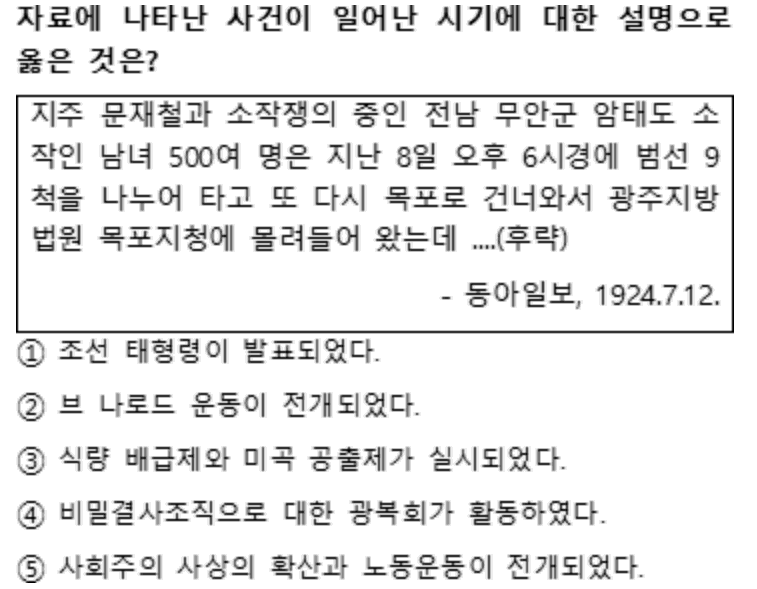 자료에 나타난 사건이 일어난 시기에 대한 설명으로
옳은 것은?
지주 문재철과 소작쟁의 중인 전남 무안군 암태도 소
작인 남녀 500여 명은 지난 8일 오후 6시경에 범선 9
척을 나누어 타고 또 다시 목포로 건너와서 광주지방
법원 목포지청에 몰려들어 왔는데 ....(후략)
- 동아일보, 1924.7.12.
① 조선 태형령이 발표되었다.
② 브 나로드 운동이 전개되었다.
③ 식량 배급제와 미곡 공출제가 실시되었다.
④ 비밀결사조직으로 대한 광복회가 활동하였다.
⑤ 사회주의 사상의 확산과 노동운동이 전개되었다.